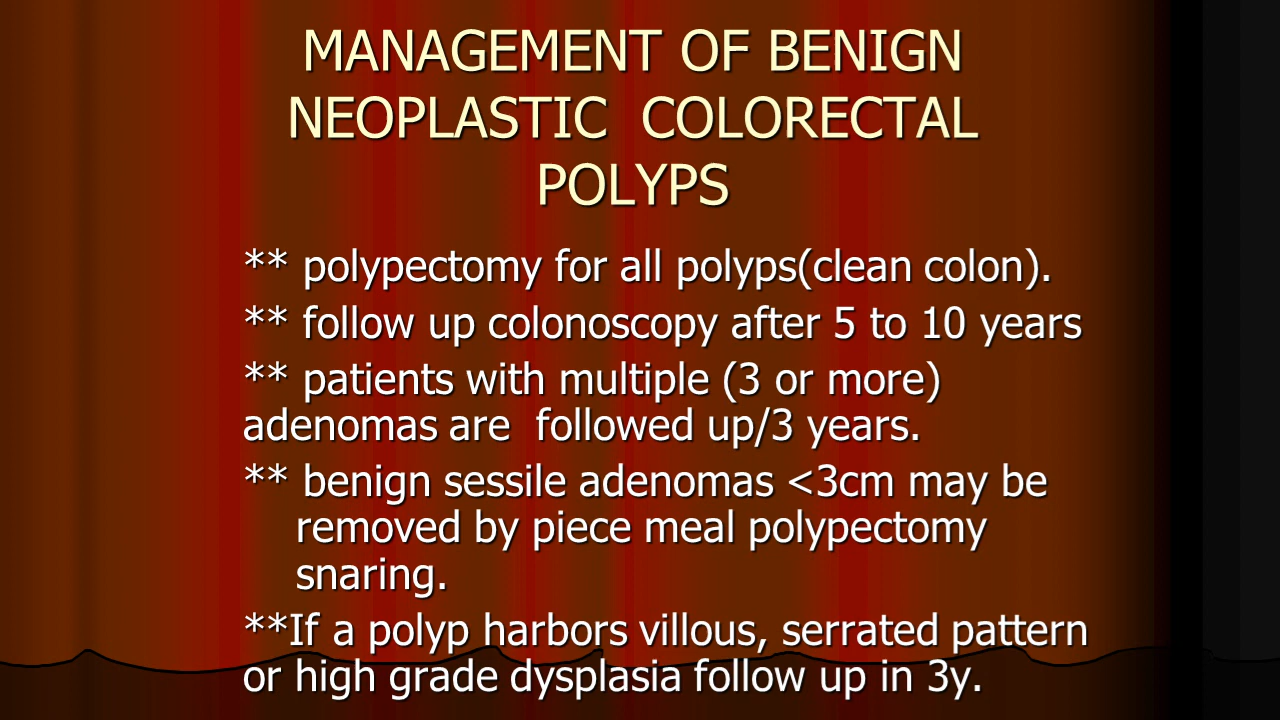 MANAGEMENT OF BENIGN
NEOPLASTIC COLORECTAL
POLYPS
** polypectomy for all polyps(clean colon).
** follow up colonoscopy after 5 to 10 years
** patients with multiple (3 or more)
adenomas are followed up/3 years.
** benign sessile adenomas <3cm may be
removed by piece meal polypectomy
snaring.
**If a polyp harbors villous, serrated pattern
or high grade dysplasia follow up in 3y.